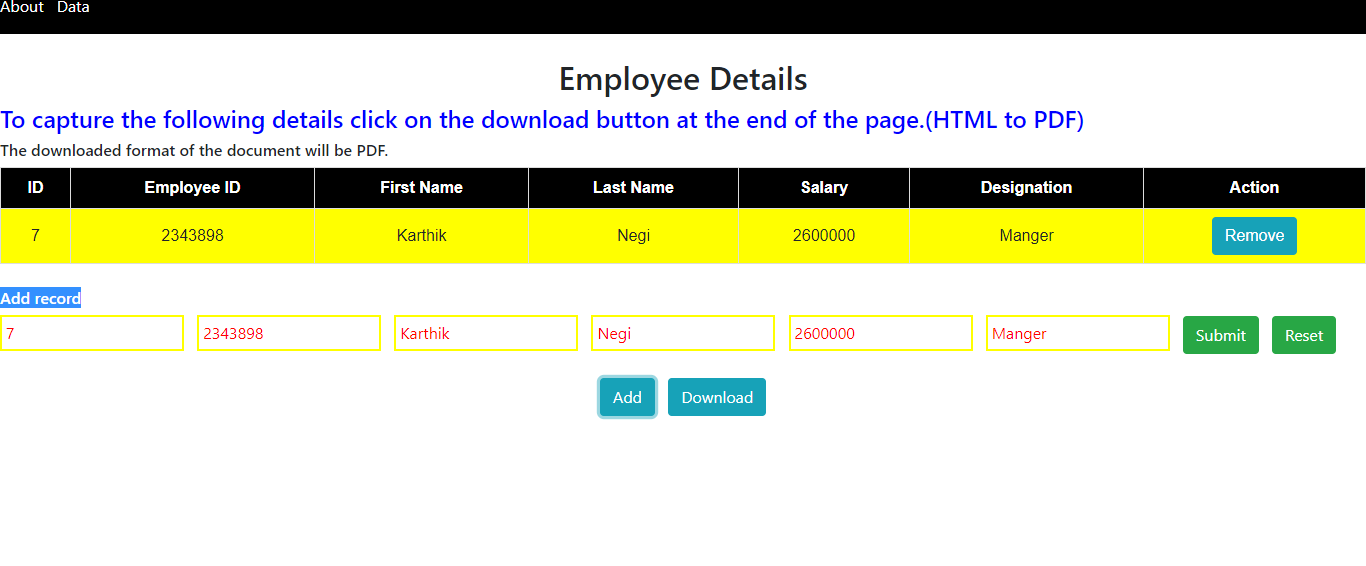 About Data
Employee Details
To capture the following details click on the download button at the end of the page.(HTML to PDF)
The downloaded format of the document will be PDF.
ID Employee ID First Name Last Name Salary Designation Action
7 2343898 Karthik Negi 2600000 Manger Remove
Add record
7 2343898 Karthik Negi 2600000 Manger Submit Reset
Add Download